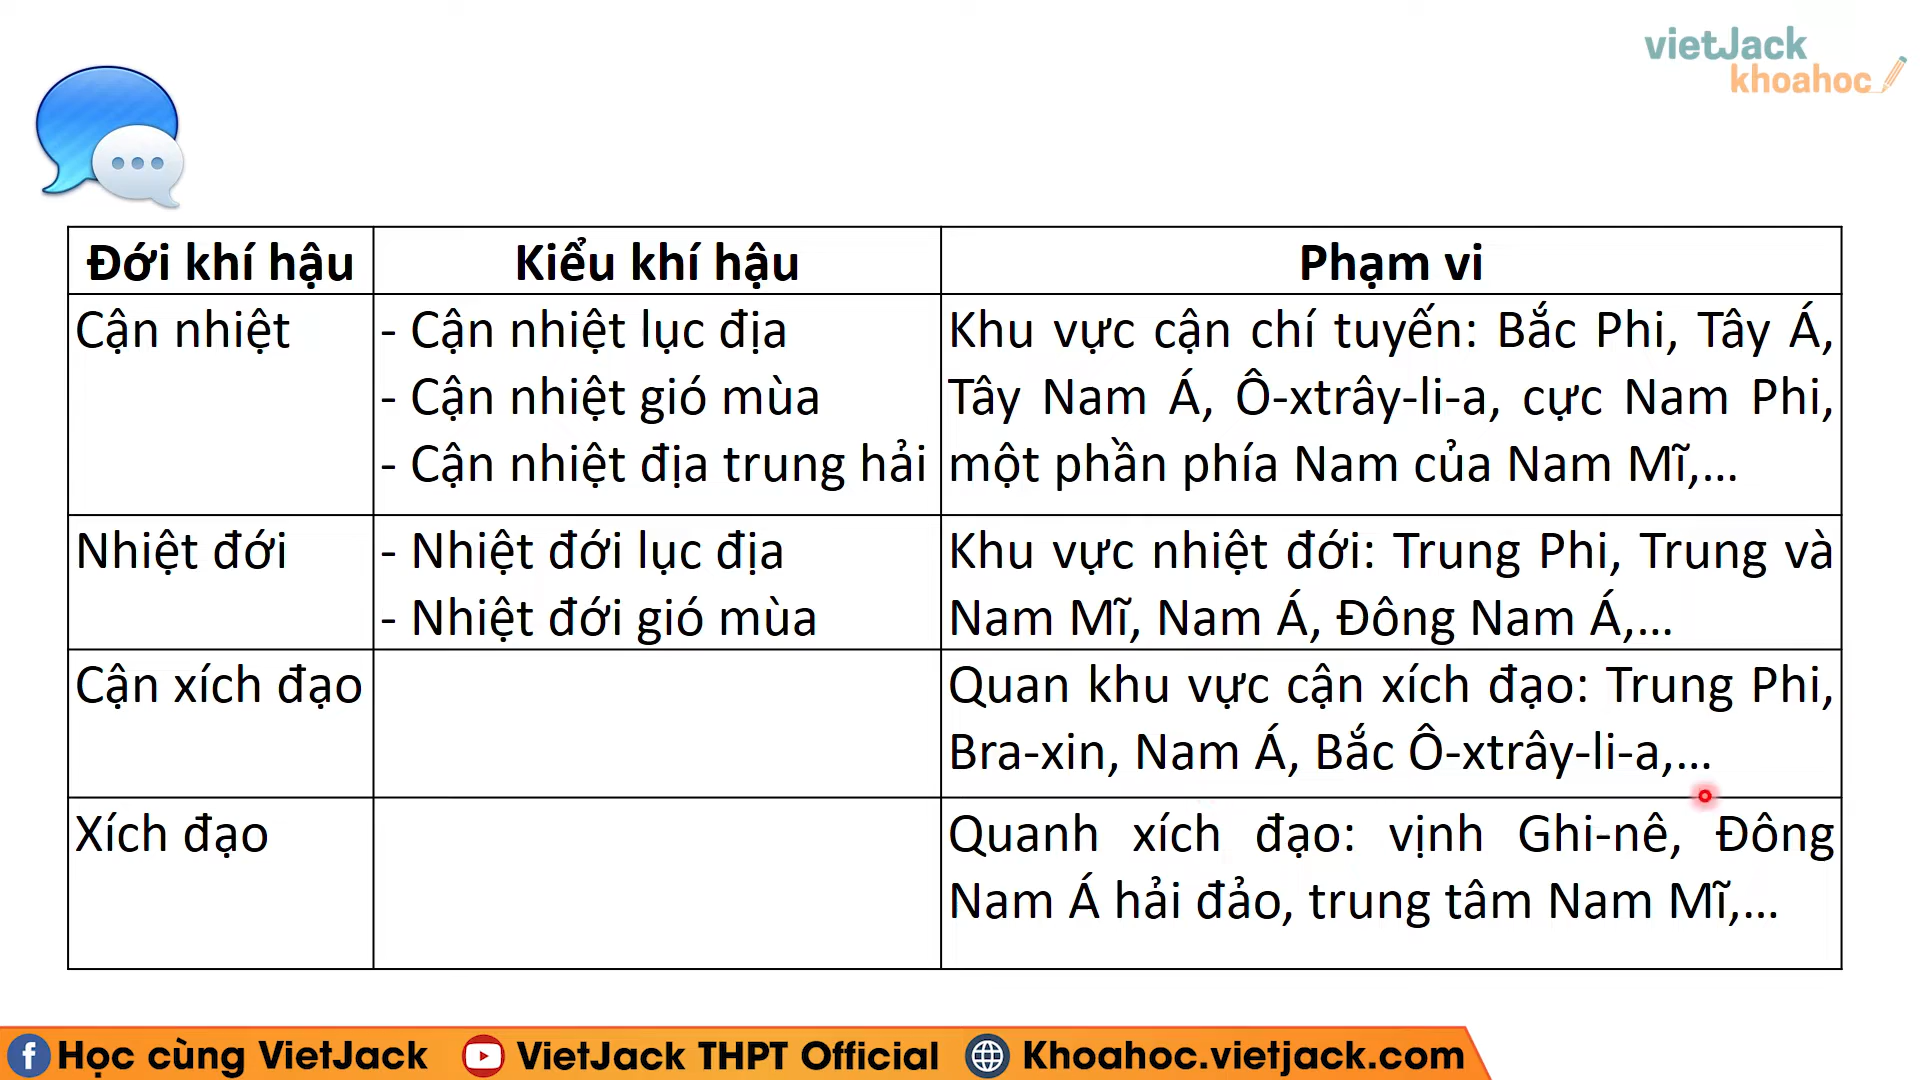 vietJack
khoahoc
Đới khí hậu
Kiểu khí hậu
Phạm vi
Cận nhiệt
- Cận nhiệt lục địa
- Cận nhiệt gió mùa
- Cận nhiệt địa trung hải
Khu vực cận chí tuyến: Bắc Phi, Tây Á,
Tây Nam Á, Ô-xtrây-li-a, cực Nam Phi,
một phần phía Nam của Nam Mĩ,...
Nhiệt đới
- Nhiệt đới lục địa
- Nhiệt đới gió mùa
Khu vực nhiệt đới: Trung Phi, Trung và
Nam Mĩ, Nam Á, Đông Nam Á,...
Cận xích đạo
Quan khu vực cận xích đạo: Trung Phi,
Bra-xin, Nam Á, Bắc Ô-xtrây-li-a,...
Xích đạo
Quanh xích đạo: vịnh Ghi-nê, Đông
Nam Á hải đảo, trung tâm Nam Mĩ,...
Học cùng VietJack
VietJack THPT Official
Khoahoc.vietjack.com